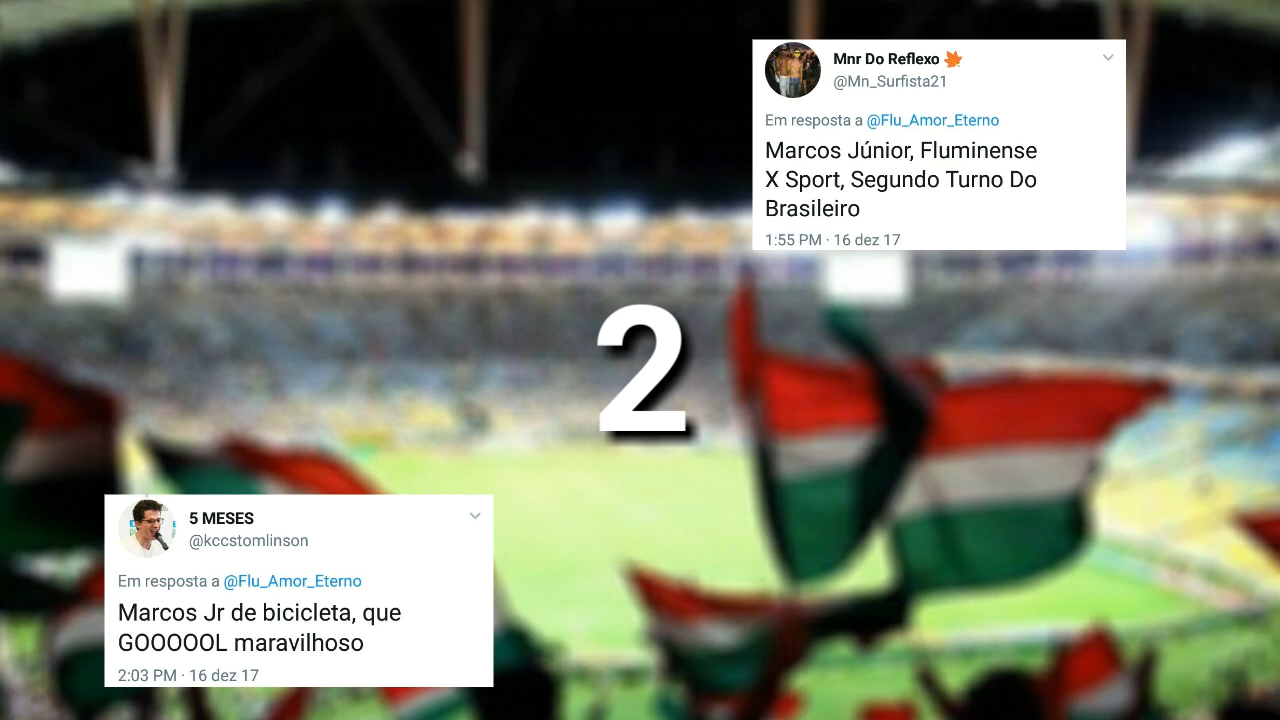 Mnr Do Reflexo 🍁
@Mn_Surfista21
Em resposta a @Flu_Amor_Eterno
Marcos Júnior, Fluminense
X Sport, Segundo Turno Do
Brasileiro
1:55 PM · 16 dez 17
2
5 MESES
@kccstomlinson
Em resposta a @Flu_Amor_Eterno
Marcos Jr de bicicleta, que
GOOOOOL maravilhoso
2:03 PM · 16 dez 17